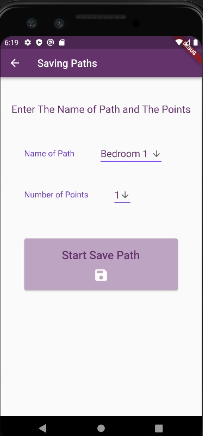 6:19
DEBUG
Saving Paths
Enter The Name of Path and The Points
Name of Path Bedroom 1
Number of Points 1
Start Save Path